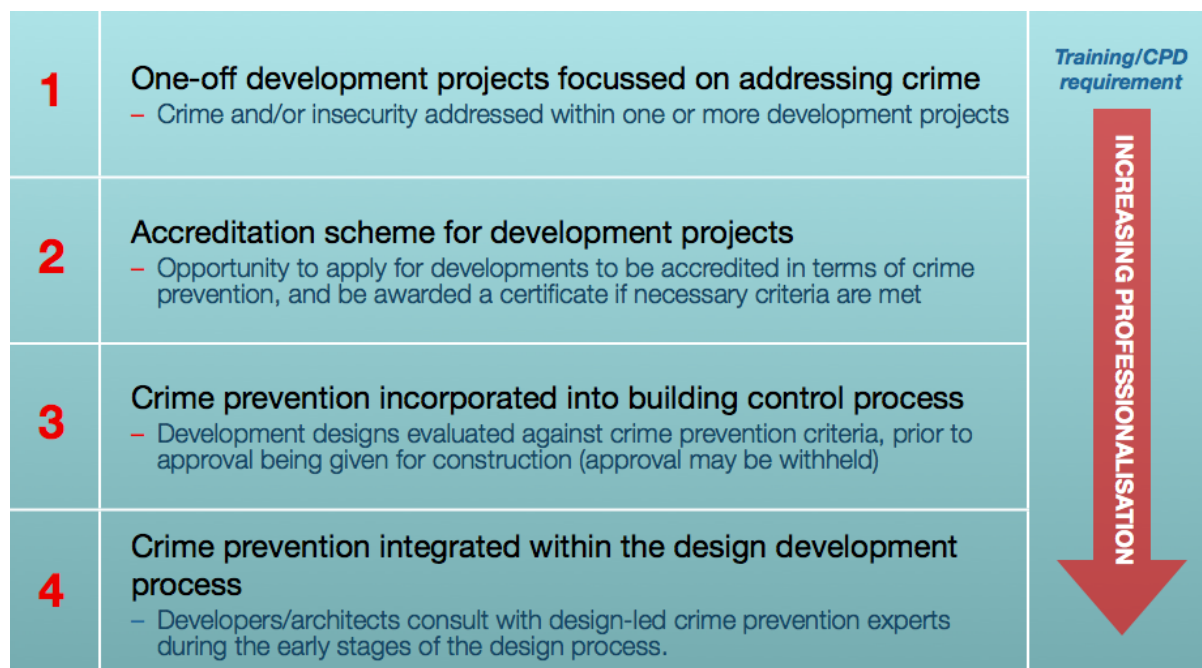 1
One-off development projects focussed on addressing crime
– Crime and/or insecurity addressed within one or more development projects
2
Accreditation scheme for development projects
– Opportunity to apply for developments to be accredited in terms of crime
prevention, and be awarded a certificate if necessary criteria are met
3
Crime prevention incorporated into building control process
– Development designs evaluated against crime prevention criteria, prior to
approval being given for construction (approval may be withheld)
4
Crime prevention integrated within the design development
process
– Developers/architects consult with design-led crime prevention experts
during the early stages of the design process.
Training/CPD
requirement
INCREASING PROFESSIONALISATION